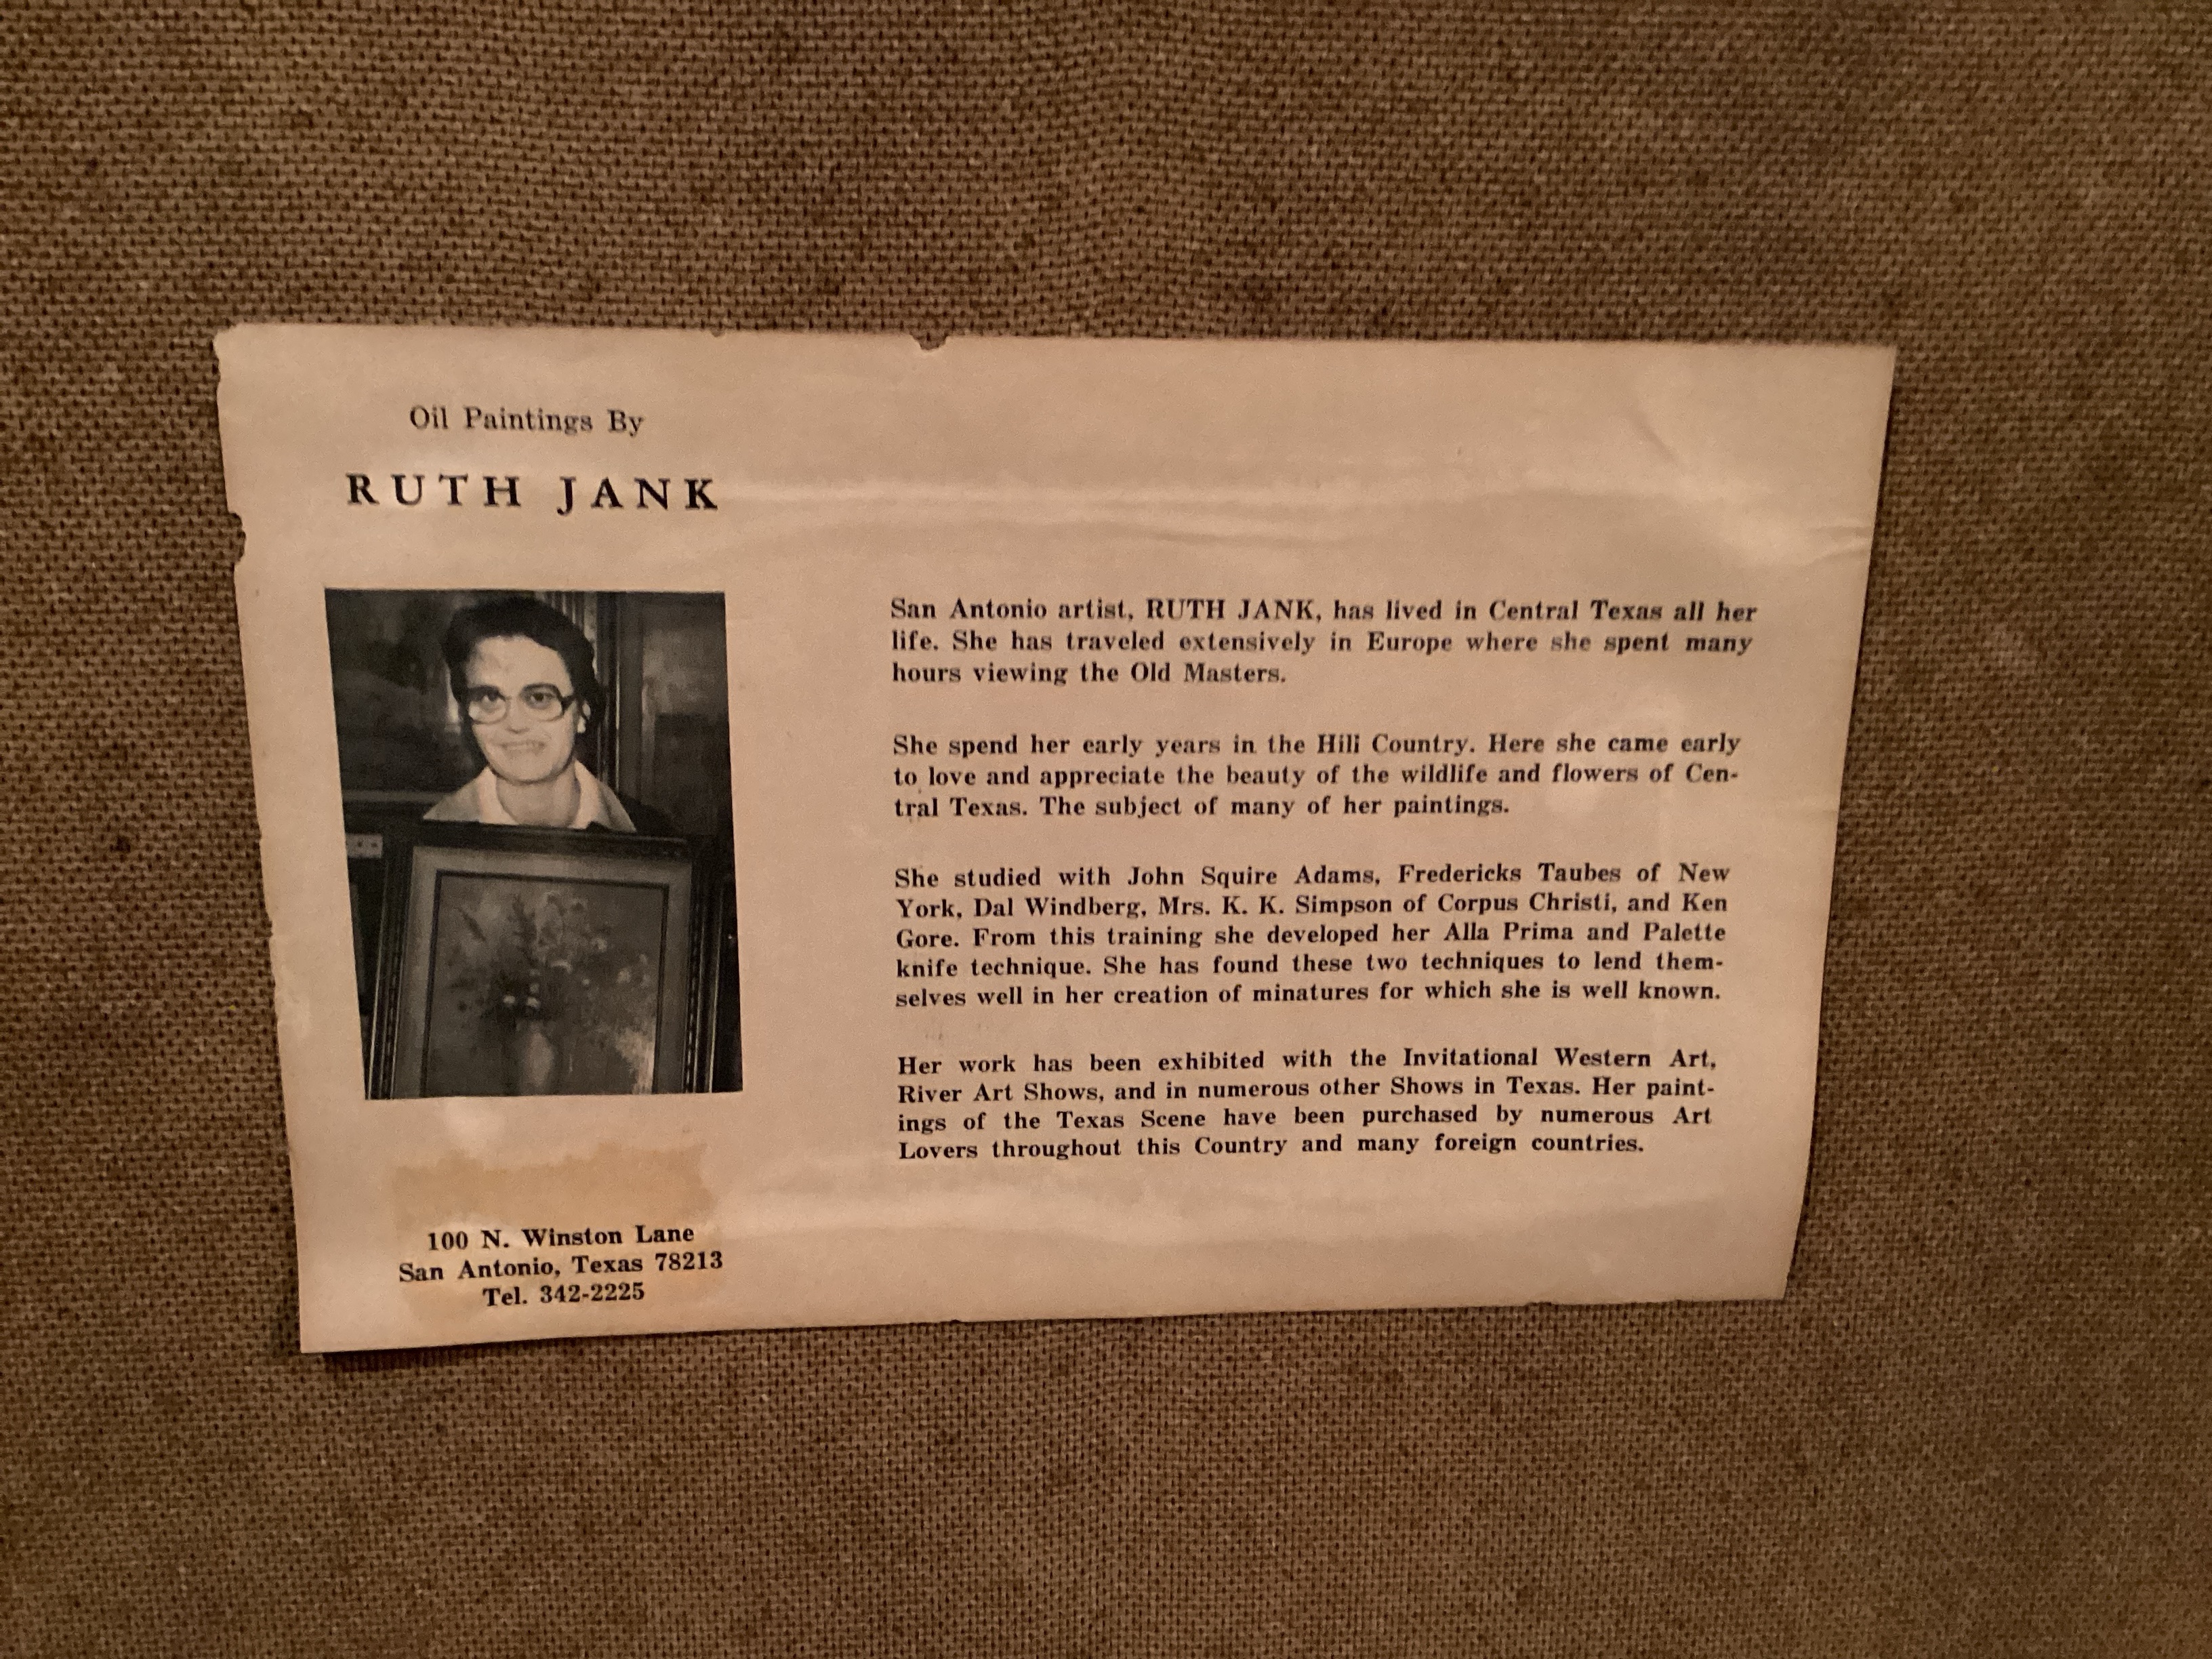 Oil Paintings By
RUTH JANK
San Antonio artist, RUTH JANK, has lived in Central Texas all her
life. She has traveled extensively in Europe where she spent many
hours viewing the Old Masters.
She spend her early years in the Hill Country. Here she came early
to love and appreciate the beauty of the wildlife and flowers of Cen-
tral Texas. The subject of many of her paintings.
She studied with John Squire Adams, Fredericks Taubes of New
York, Dal Windberg, Mrs. K. K. Simpson of Corpus Christi, and Ken
Gore. From this training she developed her Alla Prima and Palette
knife technique. She has found these two techniques to lend them-
selves well in her creation of minatures for which she is well known.
Her work has been exhibited with the Invitational Western Art,
River Art Shows, and in numerous other Shows in Texas. Her paint-
ings of the Texas Scene have been purchased by numerous Art
Lovers throughout this Country and many foreign countries.
100 N. Winston Lane
San Antonio, Texas 78213
Tel. 342-2225